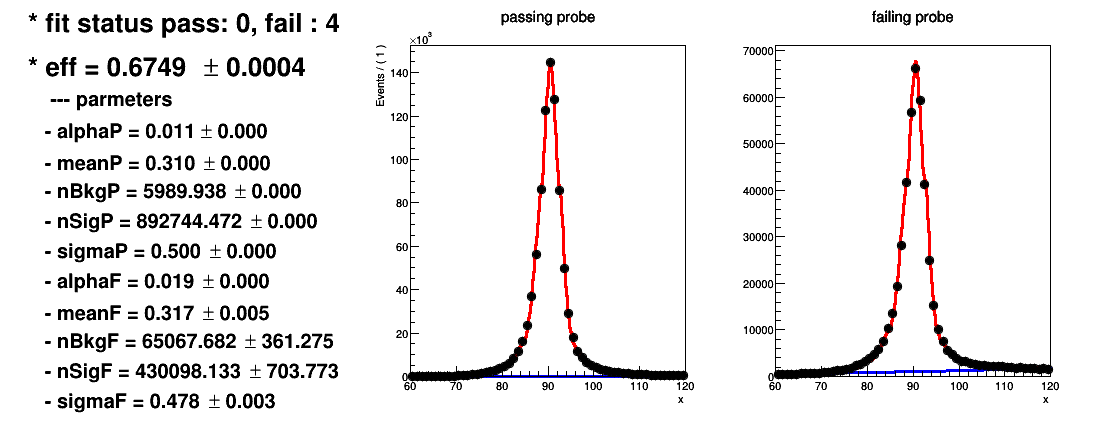 * fit status pass: 0, fail : 4
* eff = 0.6749 ± 0.0004
--- parmeters
- alphaP = 0.011 ± 0.000
- meanP = 0.310 ± 0.000
- nBkgP = 5989.938 ± 0.000
- nSigP = 892744.472 ± 0.000
- sigmaP = 0.500 ± 0.000
- alphaF = 0.019 ± 0.000
- meanF = 0.317 ± 0.005
- nBkgF = 65067.682 ± 361.275
- nSigF = 430098.133 ± 703.773
- sigmaF = 0.478 ± 0.003
passing probe
×10³
Events / ( 1 )
140
120
100
80
60
40
20
0
60 70 80 90 100 110 120
x
failing probe
70000
60000
50000
40000
30000
20000
10000
0
60 70 80 90 100 110 120
x